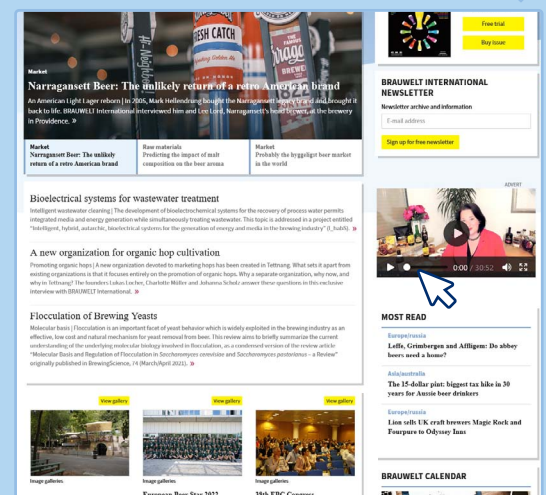 Hi-Neighbor
FRESH CATCH
THE FAMOUS
Market
Narragansett Beer: The unlikely return of a retro American brand
An American Light Lager reborn | In 2005, Mark Hellendrung bought the Narragansett legacy brand and brought it
back to life. BRAUWELT International interviewed him and Lee Lord, Narragansett's head brewer, at the brewery
in Providence. »
Market
Narragansett Beer: The unlikely
return of a retro American brand
Raw materials
Predicting the impact of malt
composition on the beer aroma
Market
Probably the hyggeligst beer market
in the world
Bioelectrical systems for wastewater treatment
Intelligent wastewater cleaning | The development of bioelectrochemical systems for the recovery of process water permits
integrated media and energy generation while simultaneously treating wastewater. This topic is addressed in a project entitled
"Intelligent, hybrid, autarchic, bioelectrical systems for the generation of energy and media in the brewing industry" (I_habiS). »
A new organization for organic hop cultivation
Promoting organic hops | A new organization devoted to marketing hops has been created in Tettnang. What sets it apart from
existing organizations is that it focuses entirely on the promotion of organic hops. Why a separate organization, why now, and
why in Tettnang? The founders Lukas Locher, Charlotte Müller and Johanna Scholz answer these questions in this exclusive
interview with BRAUWELT International. »
Flocculation of Brewing Yeasts
Molecular basis | Flocculation is an important facet of yeast behavior which is widely exploited in the brewing industry as an
effective, low cost and natural mechanism for yeast removal from beer. This review aims to briefly summarize the current
understanding of the underlying molecular biology involved in flocculation, as a condensed version of the review article
"Molecular Basis and Regulation of Flocculation in Saccharomyces cerevisiae and Saccharomyces pastorianus – a Review"
originally published in BrewingScience, 74 (March/April 2021). »
View gallery
View gallery
View gallery
Image galleries
Image galleries
Image galleries
European Beer Star 2022
38th EBC Congress
Free trial
Buy issue
BRAUWELT INTERNATIONAL
NEWSLETTER
Newsletter archive and information
E-mail address
Sign up for free newsletter
ADVERT
0:00 / 30:52
MOST READ
Europe/russia
Leffe, Grimbergen and Affligem: Do abbey
beers need a home?
Asia/australia
The 15-dollar pint: biggest tax hike in 30
years for Aussie beer drinkers
Europe/russia
Lion sells UK craft brewers Magic Rock and
Fourpure to Odyssey Inns
BRAUWELT CALENDAR